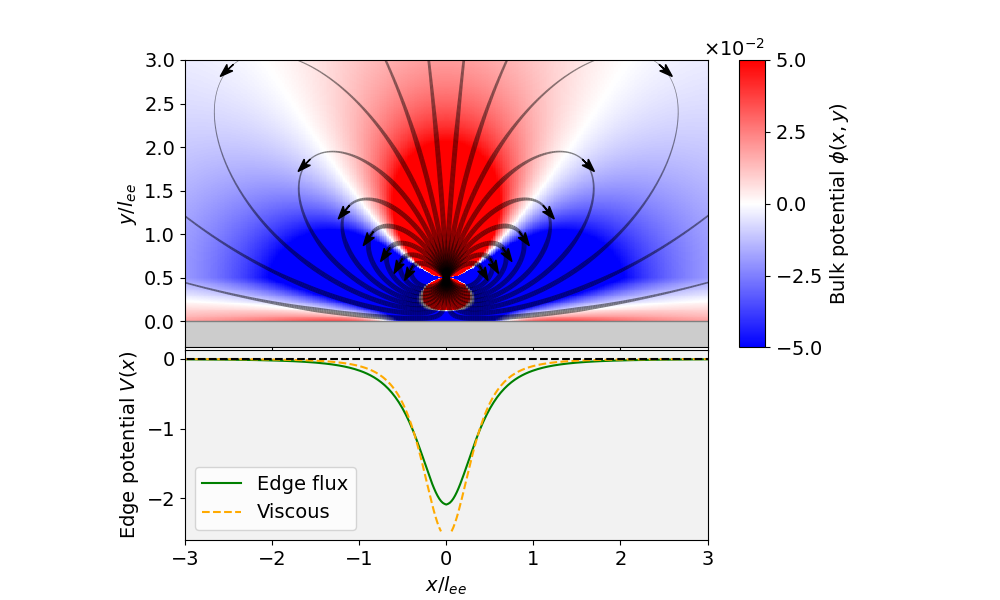 ×10⁻²
3.0
2.5
2.0
1.5
1.0
0.5
0.0
y/l_ee
5.0
2.5
0.0
−2.5
−5.0
Bulk potential ϕ(x, y)
0
−1
−2
Edge potential V(x)
Edge flux
Viscous
−3 −2 −1 0 1 2 3
x/l_ee